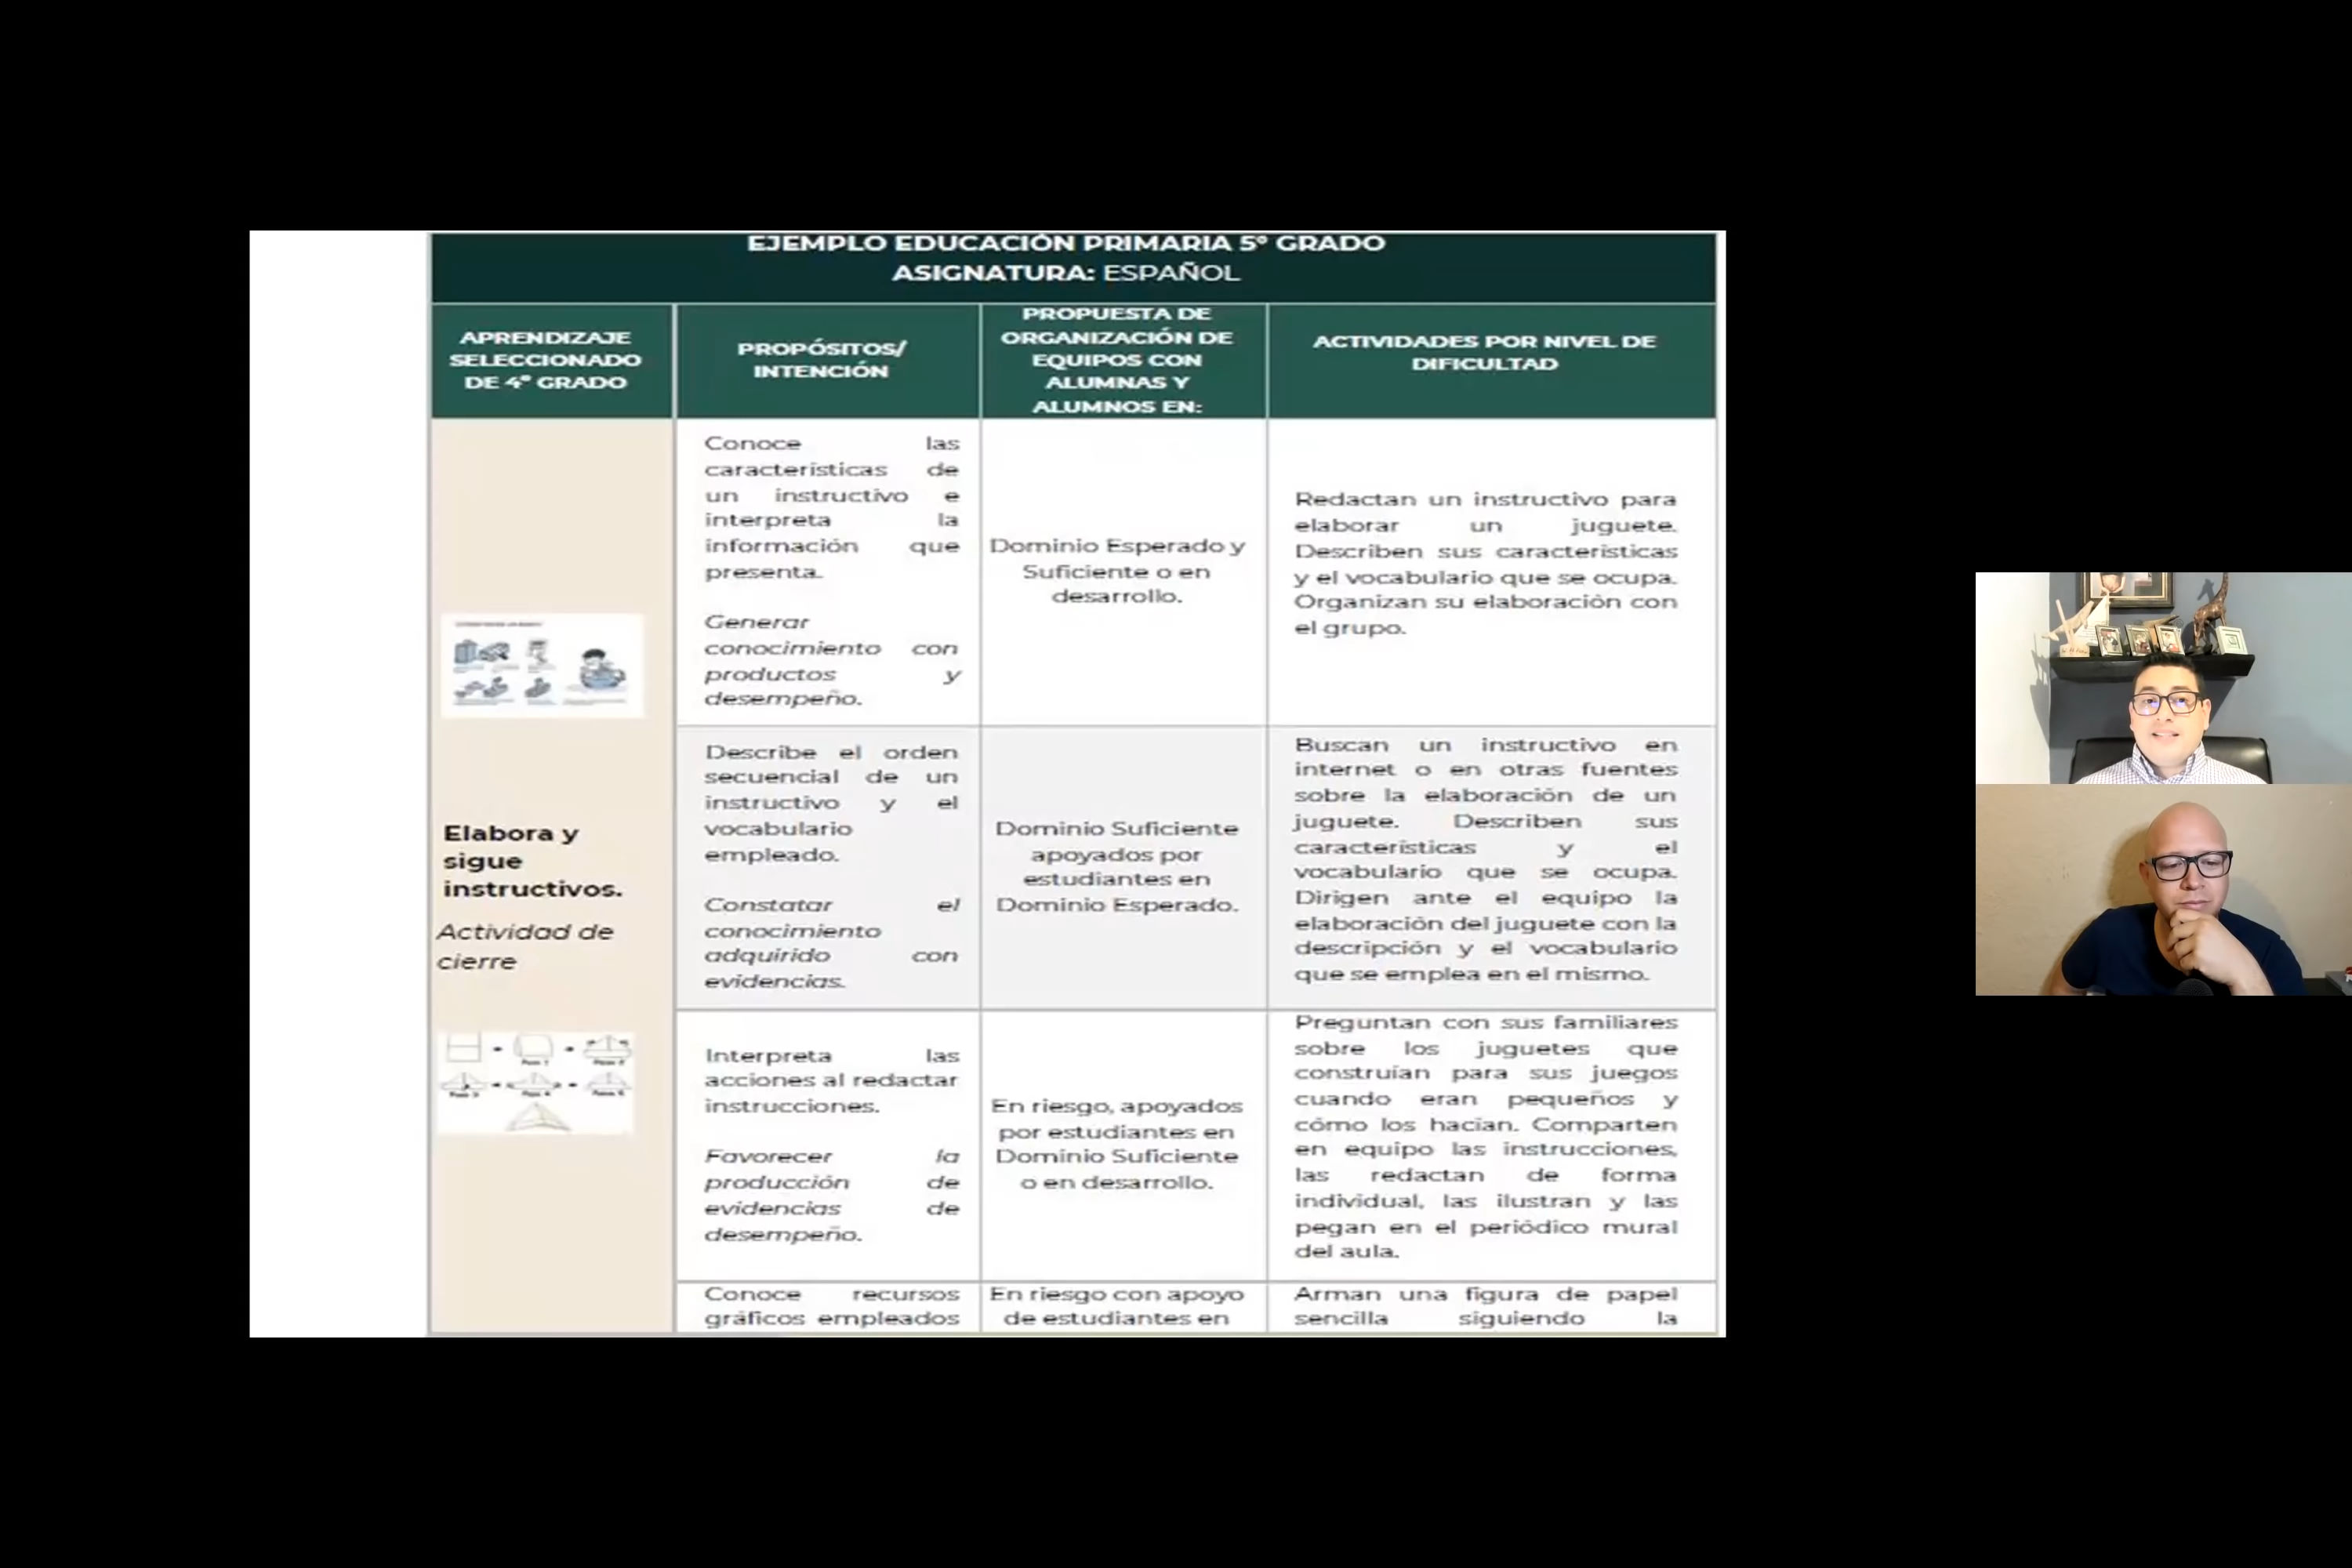 EJEMPLO EDUCACIÓN PRIMARIA 5° GRADO
ASIGNATURA: ESPAÑOL
APRENDIZAJE
SELECCIONADO
DE 4° GRADO
PROPÓSITOS/
INTENCIÓN
PROPUESTA DE
ORGANIZACIÓN DE
EQUIPOS CON
ALUMNAS Y
ALUMNOS EN:
ACTIVIDADES POR NIVEL DE
DIFICULTAD
Elabora y
sigue
instructivos.
Actividad de
cierre
Conoce las
características de
un instructivo e
interpreta la
información que
presenta.
Generar
conocimiento con
productos y
desempeño.
Dominio Esperado y
Suficiente o en
desarrollo.
Redactan un instructivo para
elaborar un juguete.
Describen sus características
y el vocabulario que se ocupa.
Organizan su elaboración con
el grupo.
Describe el orden
secuencial de un
instructivo y el
vocabulario
empleado.
Constatar el
conocimiento
adquirido con
evidencias.
Dominio Suficiente
apoyados por
estudiantes en
Dominio Esperado.
Buscan un instructivo en
internet o en otras fuentes
sobre la elaboración de un
juguete. Describen sus
características y el
vocabulario que se ocupa.
Dirigen ante el equipo la
elaboración del juguete con la
descripción y el vocabulario
que se emplea en el mismo.
Interpreta las
acciones al redactar
instrucciones.
Favorecer la
producción de
evidencias de
desempeño.
En riesgo, apoyados
por estudiantes en
Dominio Suficiente
o en desarrollo.
Preguntan con sus familiares
sobre los juguetes que
construían para sus juegos
cuando eran pequeños y
cómo los hacían. Comparten
en equipo las instrucciones,
las redactan de forma
individual, las ilustran y las
pegan en el periódico mural
del aula.
Conoce recursos
gráficos empleados
En riesgo con apoyo
de estudiantes en
Arman una figura de papel
sencilla siguiendo la